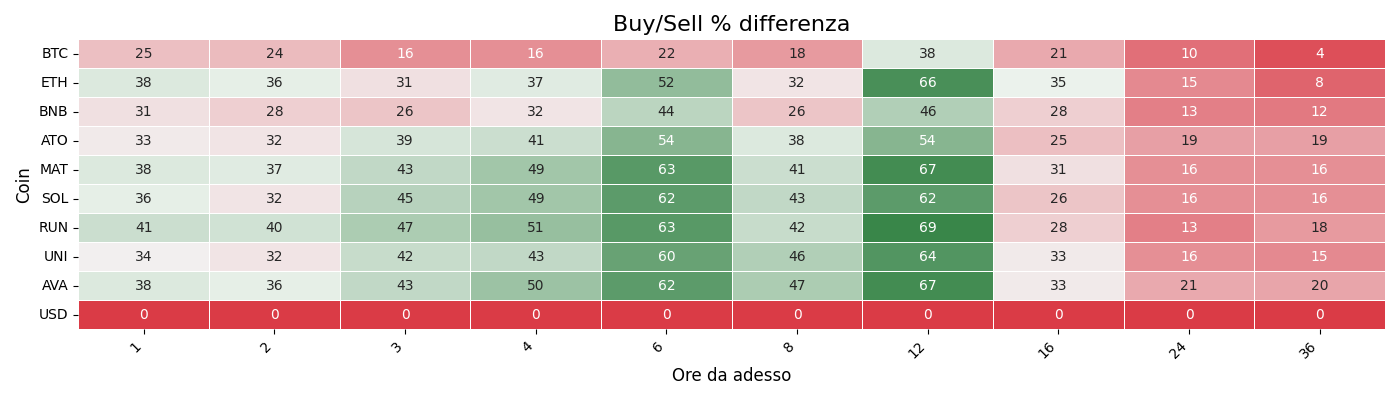 Buy/Sell % differenza
Coin
BTC 25 24 16 16 22 18 38 21 10 4
ETH 38 36 31 37 52 32 66 35 15 8
BNB 31 28 26 32 44 26 46 28 13 12
ATO 33 32 39 41 54 38 54 25 19 19
MAT 38 37 43 49 63 41 67 31 16 16
SOL 36 32 45 49 62 43 62 26 16 16
RUN 41 40 47 51 63 42 69 28 13 18
UNI 34 32 42 43 60 46 64 33 16 15
AVA 38 36 43 50 62 47 67 33 21 20
USD 0 0 0 0 0 0 0 0 0 0
1 2 3 4 6 8 12 16 24 36
Ore da adesso